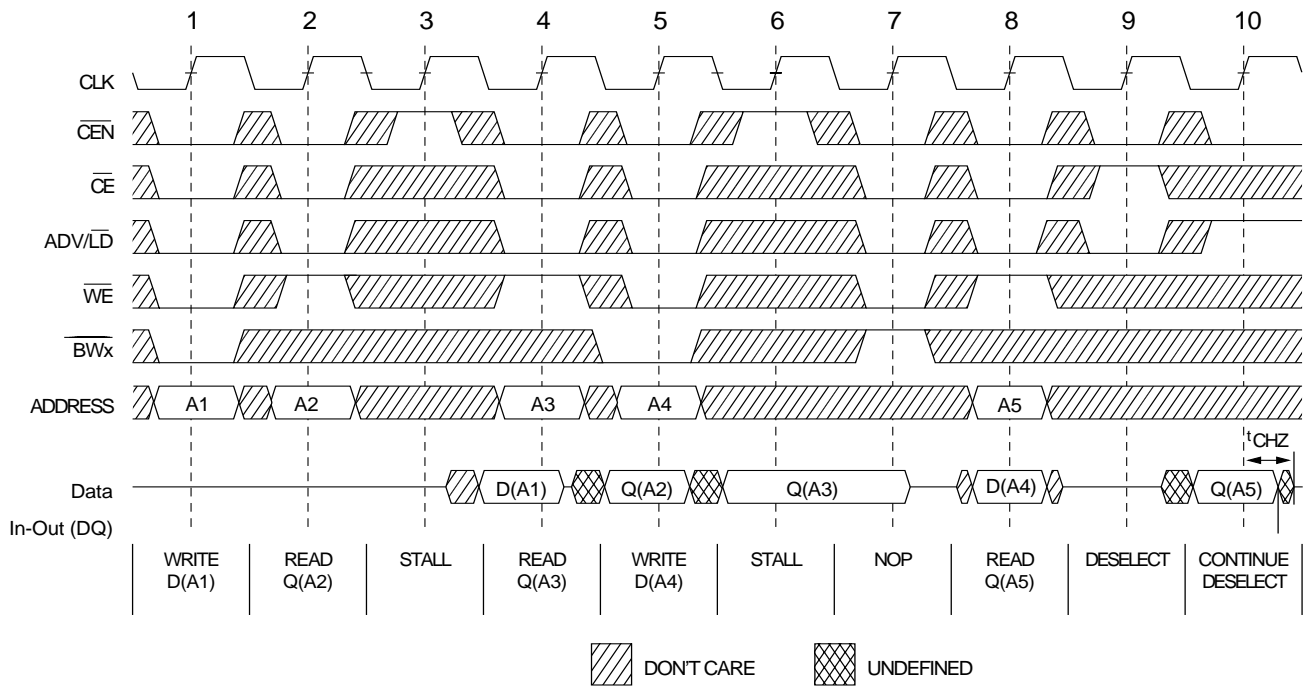 1 2 3 4 5 6 7 8 9 10
CLK
CEN
CE
ADV/LD
WE
BWx
ADDRESS A1 A2 A3 A4 A5
tCHZ
Data D(A1) Q(A2) Q(A3) D(A4) Q(A5)
In-Out (DQ)
WRITE READ STALL READ WRITE STALL NOP READ DESELECT CONTINUE
D(A1) Q(A2) Q(A3) D(A4) Q(A5) DESELECT
DON'T CARE UNDEFINED